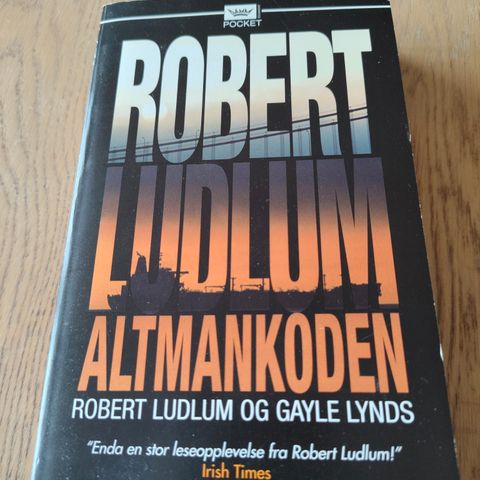 POCKET
ROBERT
LUDLUM
ALTMANKODEN
ROBERT LUDLUM OG GAYLE LYNDS
"Enda en stor leseopplevelse fra Robert Ludlum!"
Irish Times